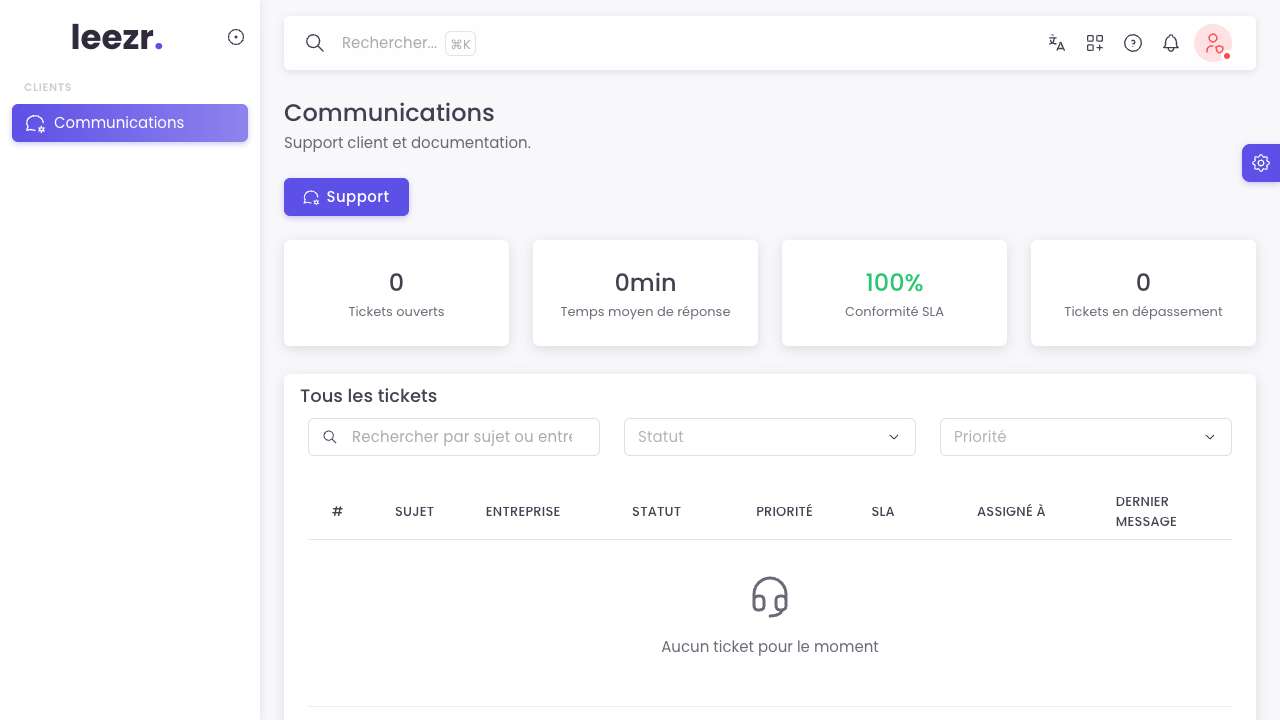 leezr.
CLIENTS
Communications
Rechercher... ⌘K
Communications
Support client et documentation.
Support
0
Tickets ouverts
0min
Temps moyen de réponse
100%
Conformité SLA
0
Tickets en dépassement
Tous les tickets
Rechercher par sujet ou entre
Statut
Priorité
# SUJET ENTREPRISE STATUT PRIORITÉ SLA ASSIGNÉ À DERNIER
MESSAGE
Aucun ticket pour le moment